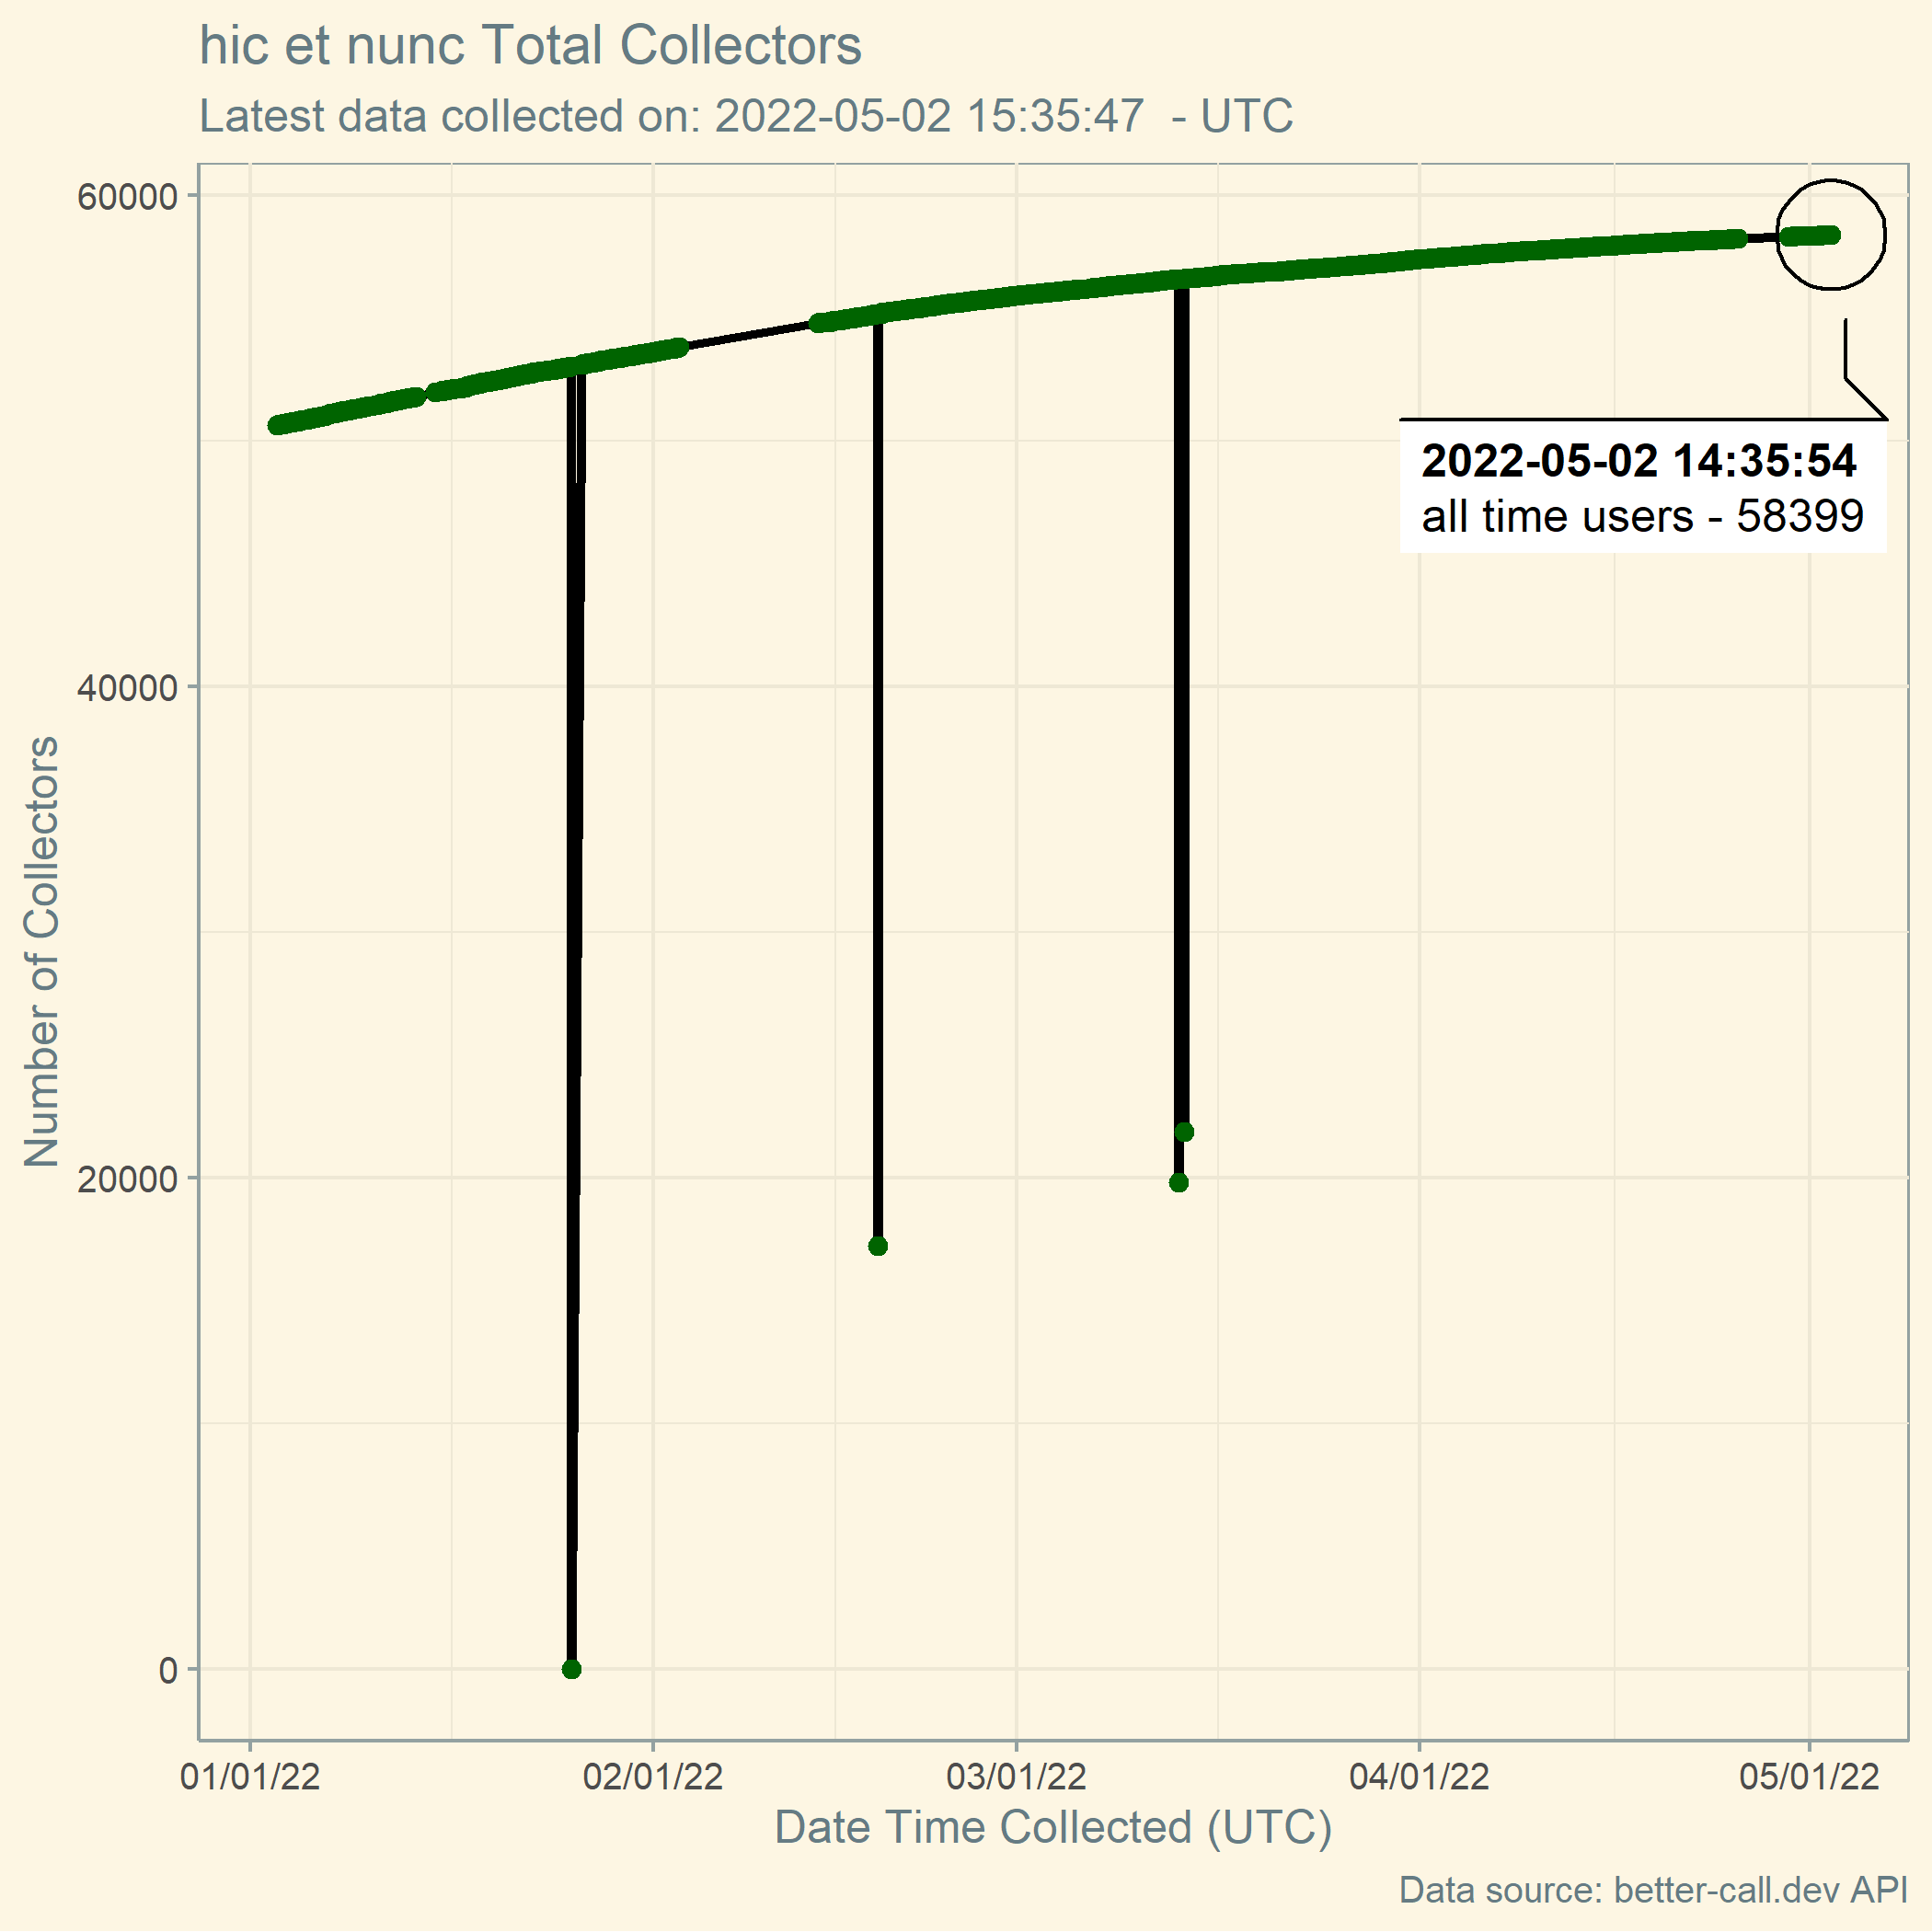 hic et nunc Total Collectors
Latest data collected on: 2022-05-02 15:35:47  - UTC
60000
40000
20000
0
Number of Collectors
2022-05-02 14:35:54
all time users - 58399
01/01/22
02/01/22
03/01/22
04/01/22
05/01/22
Date Time Collected (UTC)
Data source: better-call.dev API